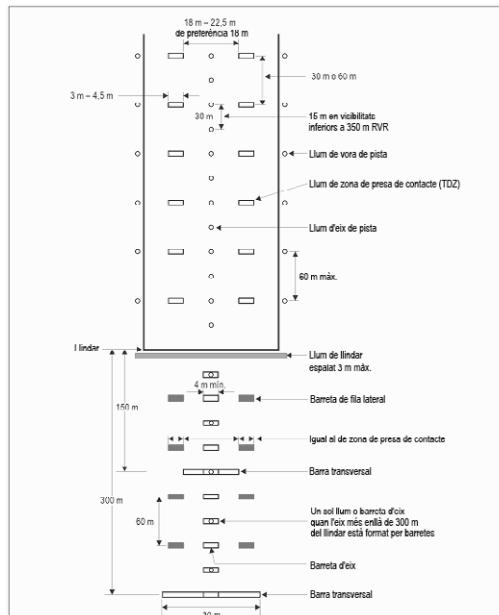 18 m – 22,5 m
de preferència 18 m
3 m – 4,5 m
30 m o 60 m
30 m
15 m en visibilitats
inferiors a 350 m RVR
Llum de vora de pista
Llum de zona de presa de contacte (TDZ)
Llum d'eix de pista
60 m màx.
Llindar
Llum de llindar
espaiat 3 m màx.
4 m mín.
Barreta de fila lateral
150 m
Igual al de zona de presa de contacte
Barra transversal
300 m
60 m
Un sol llum o barreta d'eix
quan l'eix més enllà de 300 m
del llindar està format per barretes
Barreta d'eix
Barra transversal
30 m